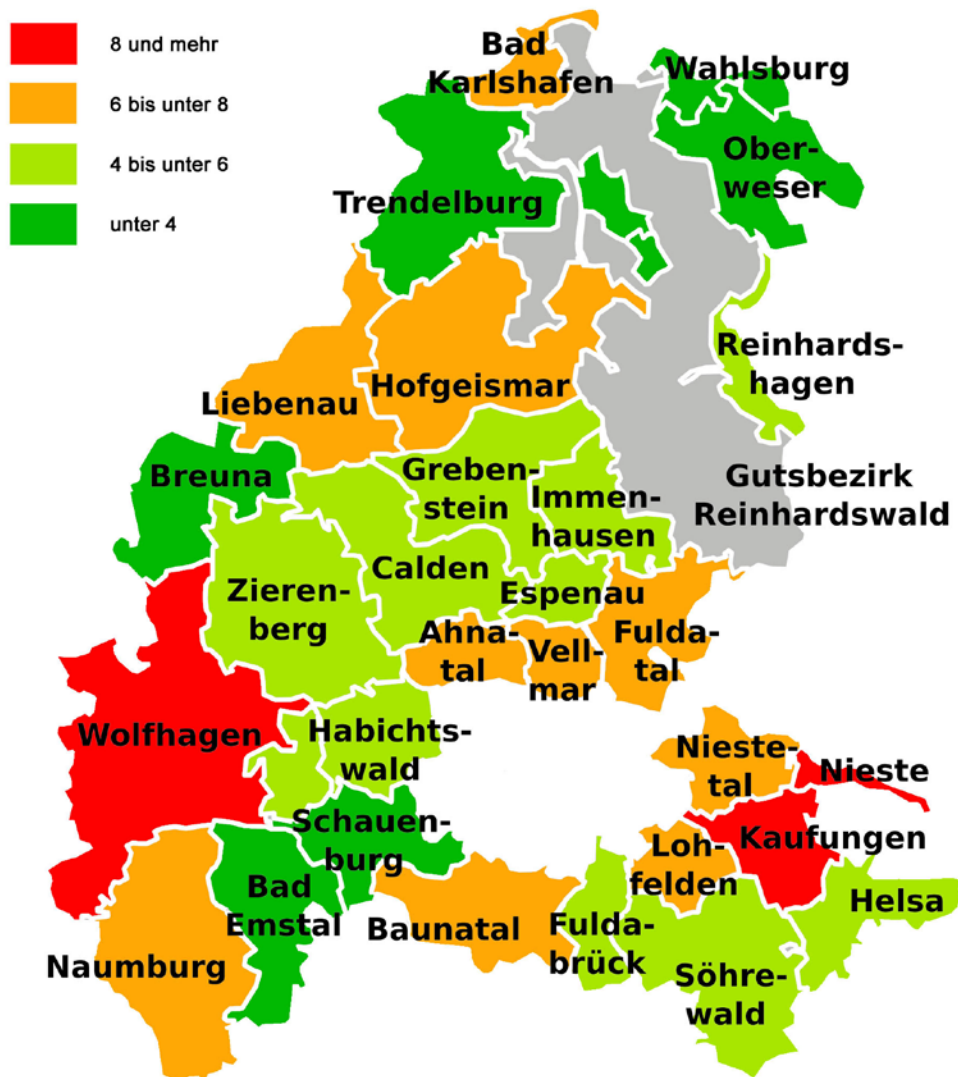 8 und mehr
6 bis unter 8
4 bis unter 6
unter 4
Bad
Karlshafen
Wahlsburg
Ober-
weser
Trendelburg
Reinhards-
hagen
Hofgeismar
Liebenau
Breuna
Greben-
stein
Immen-
hausen
Gutsbezirk
Reinhardswald
Zieren-
berg
Calden
Espenau
Ahna-
tal
Vell-
mar
Fulda-
tal
Wolfhagen
Habichts-
wald
Nieste-
tal
Nieste
Schauen-
burg
Kaufungen
Loh-
felden
Bad
Emstal
Helsa
Baunatal
Fulda-
brück
Naumburg
Söhre-
wald